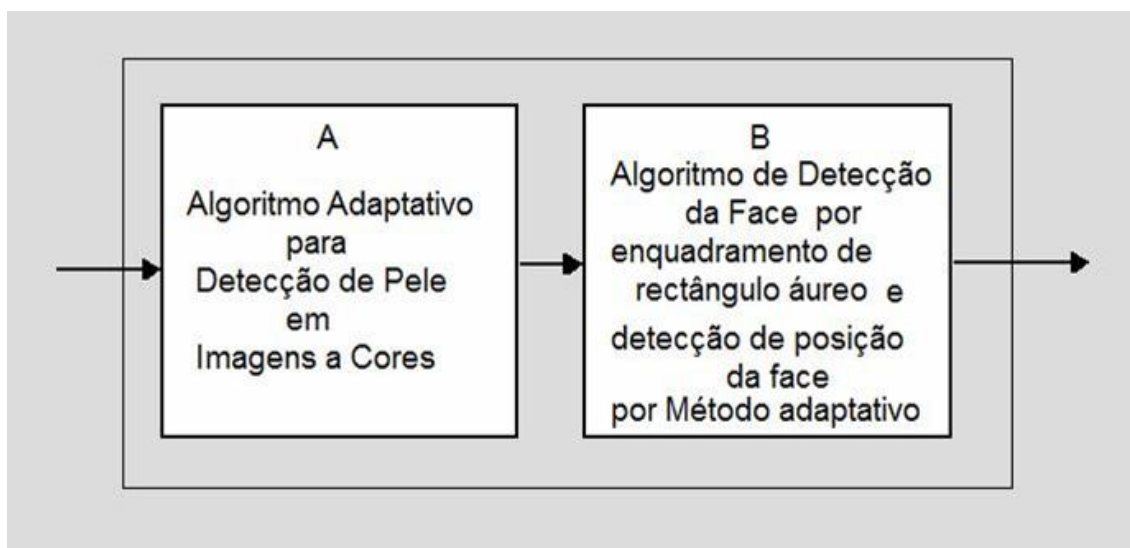 A
Algoritmo Adaptativo
para
Detecção de Pele
em
Imagens a Cores
B
Algoritmo de Detecção
da Face por
enquadramento de
rectângulo áureo e
detecção de posição
da face
por Método adaptativo